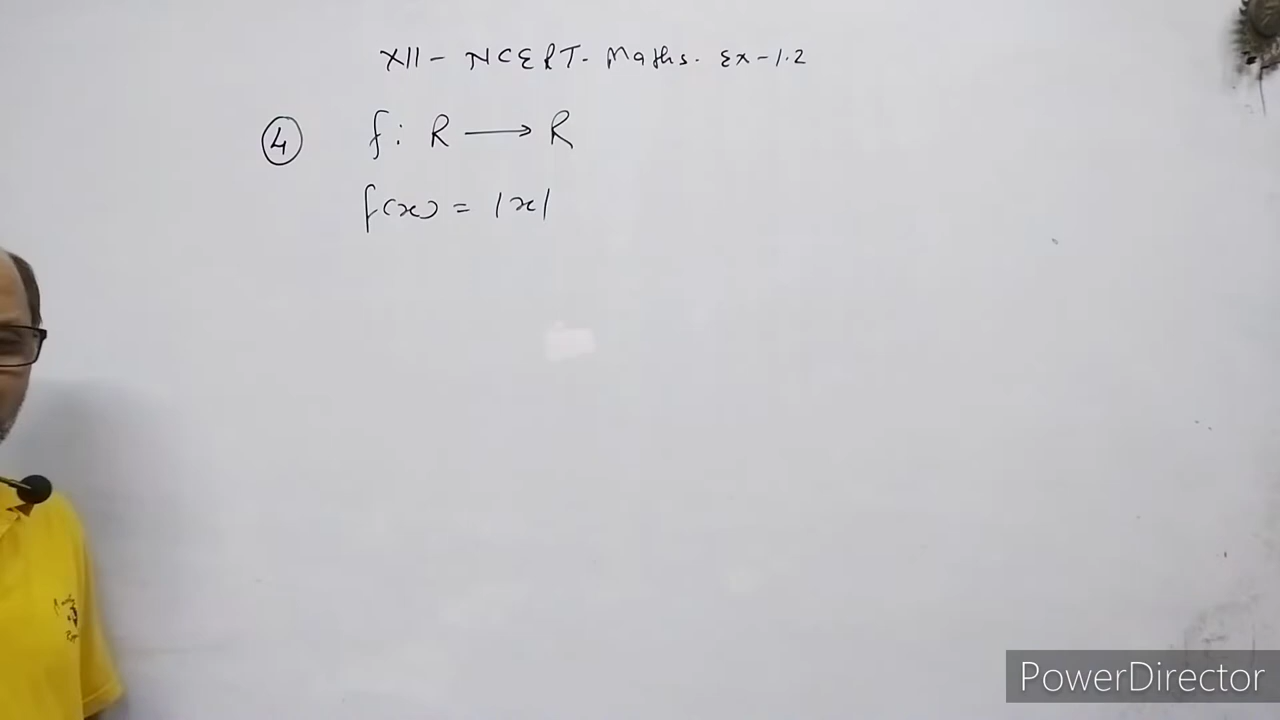 XII - NCERT. Maths. Ex - 1.2
④ f : R ⟶ R
f(x) = |x|
PowerDirector